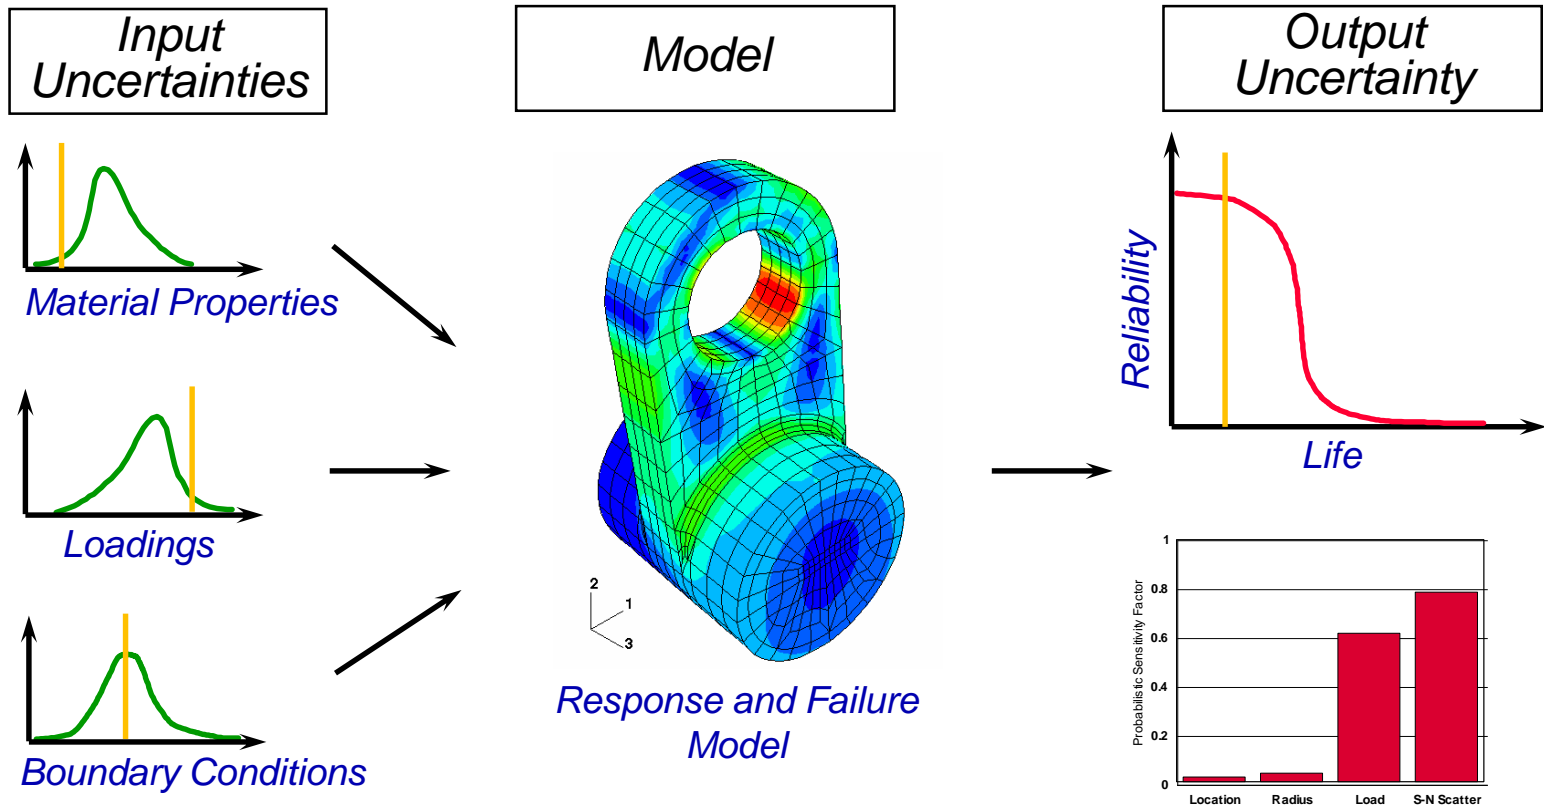 Input
Uncertainties
Model
Output
Uncertainty
Material Properties
Loadings
Boundary Conditions
2
1
3
Response and Failure
Model
Reliability
Life
Probabilistic Sensitivity Factor
1
0.8
0.6
0.4
0.2
0
Location Radius Load S-N Scatter